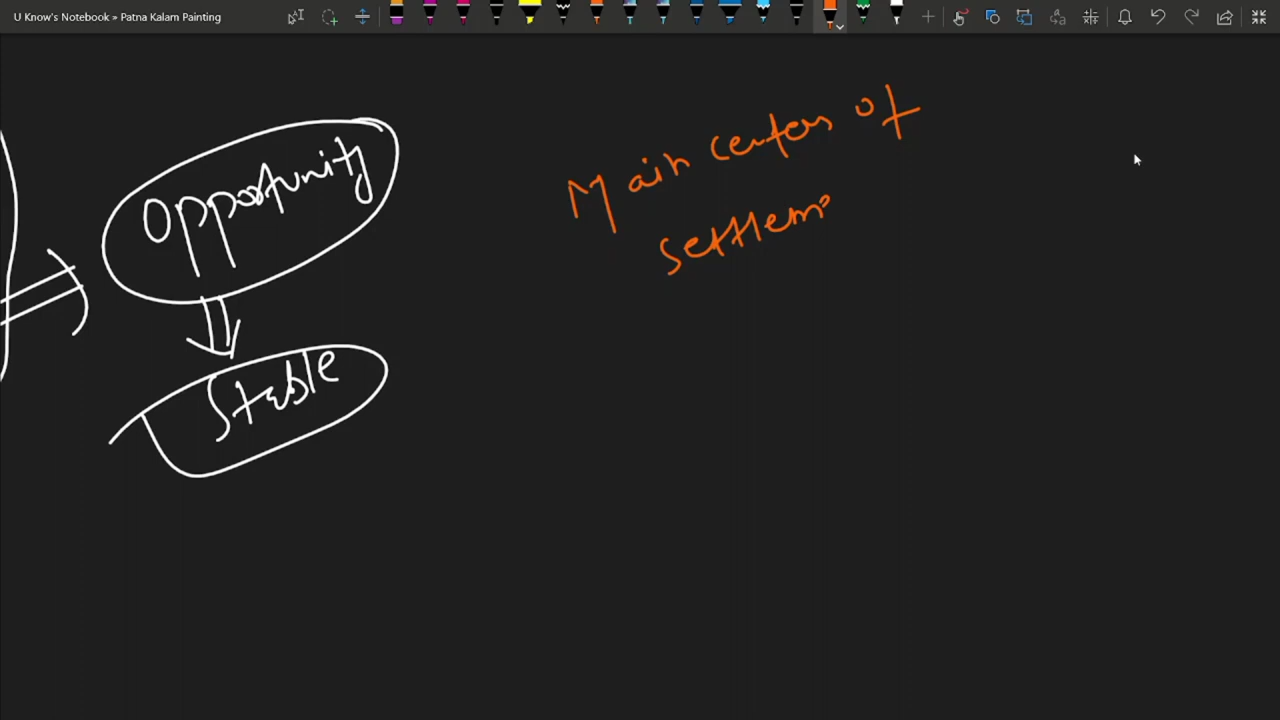 U Know's Notebook » Patna Kalam Painting
Opportunity
Stable
Main centers of
settlem